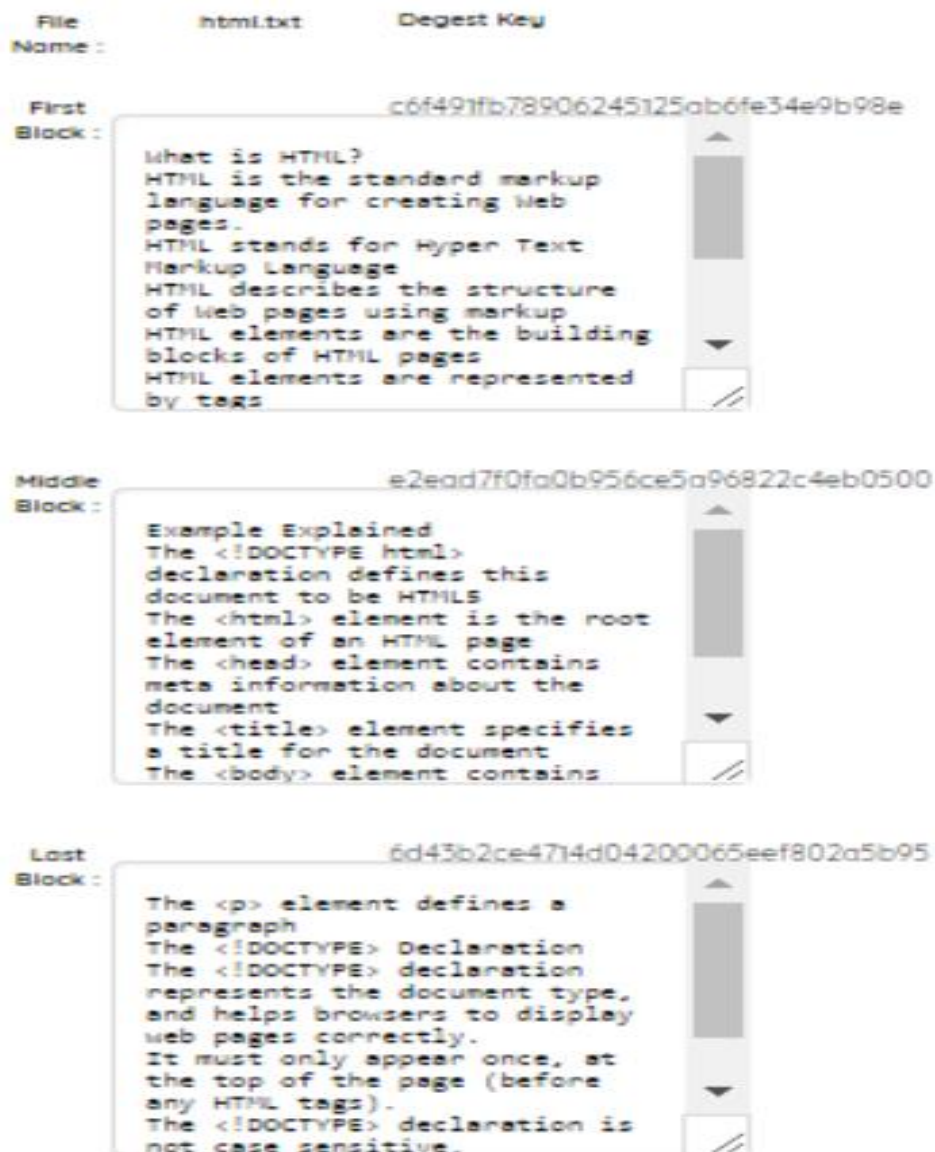 File Name : html.txt Degest Key
First Block : c6f491fb78906245125ab6fe34e9b98e
What is HTML?
HTML is the standard markup
language for creating Web
pages.
HTML stands for Hyper Text
Markup Language
HTML describes the structure
of Web pages using markup
HTML elements are the building
blocks of HTML pages
HTML elements are represented
by tags
Middle Block : e2ead7f0fa0b956ce5a96822c4eb0500
Example Explained
The <!DOCTYPE html>
declaration defines this
document to be HTML5
The <html> element is the root
element of an HTML page
The <head> element contains
meta information about the
document
The <title> element specifies
a title for the document
The <body> element contains
Last Block : 6d43b2ce4714d04200065eef802a5b95
The <p> element defines a
paragraph
The <!DOCTYPE> Declaration
The <!DOCTYPE> declaration
represents the document type,
and helps browsers to display
web pages correctly.
It must only appear once, at
the top of the page (before
any HTML tags).
The <!DOCTYPE> declaration is
not case sensitive.